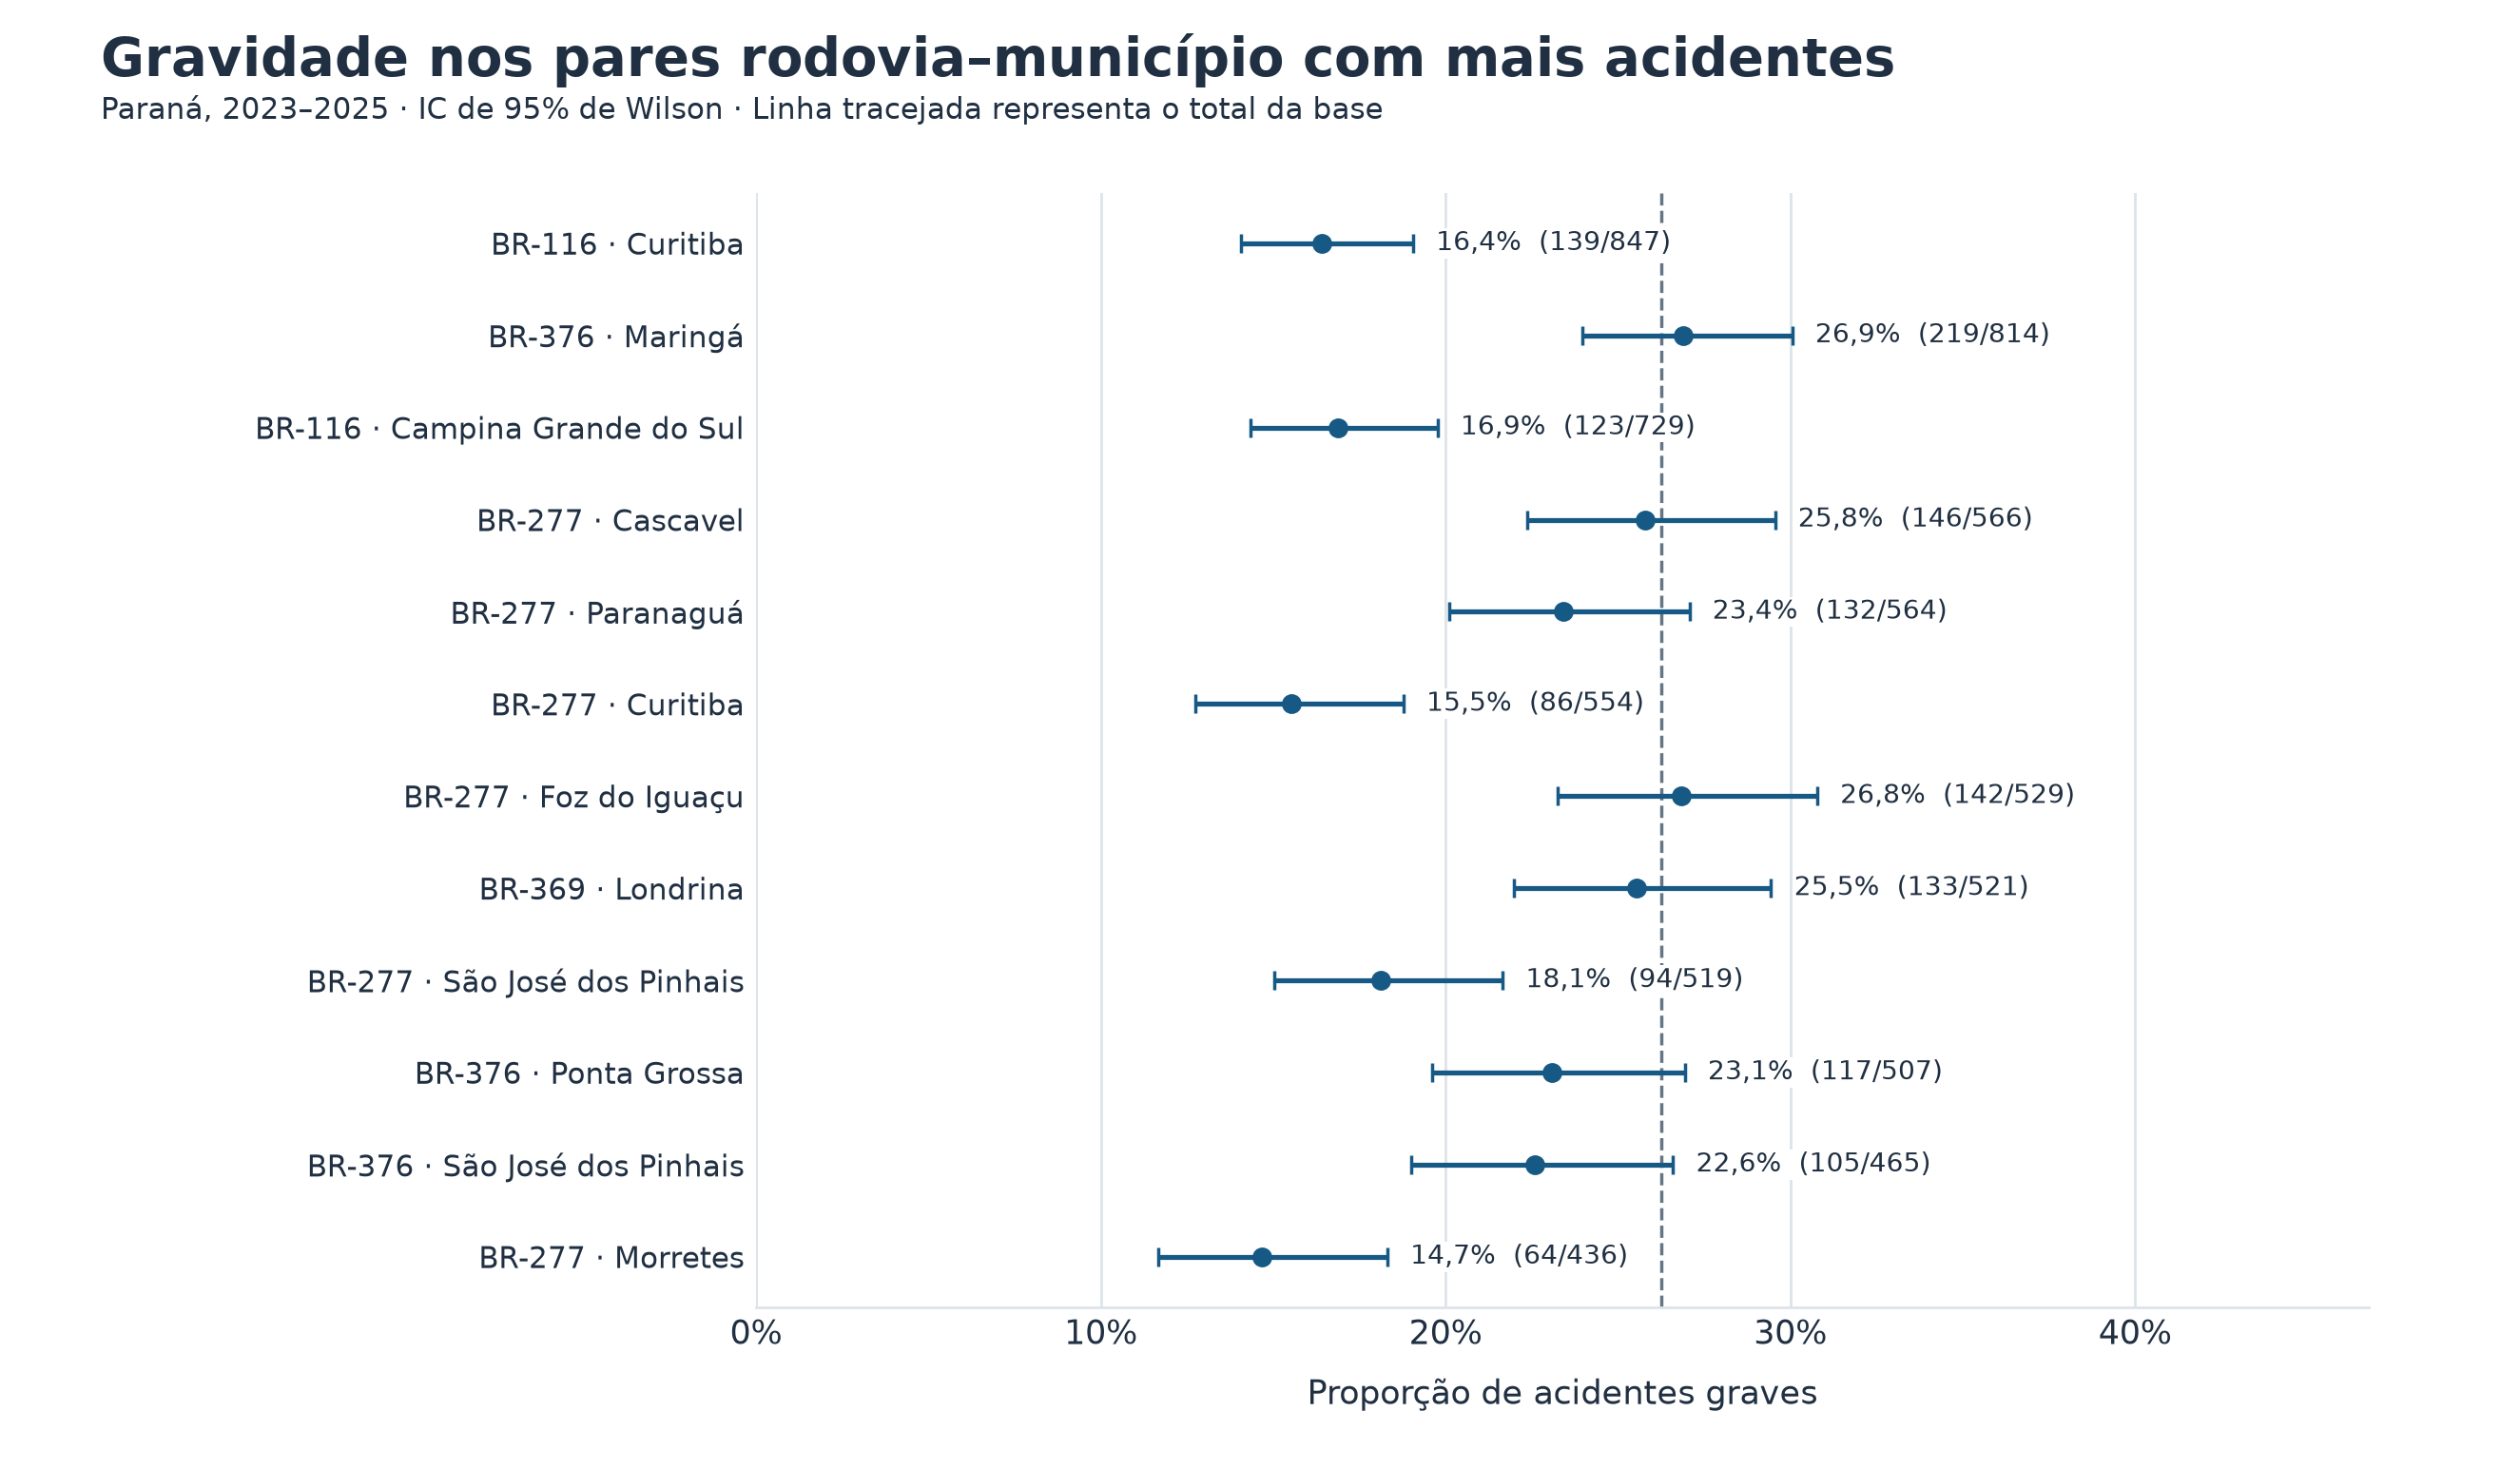 Gravidade nos pares rodovia–município com mais acidentes
Paraná, 2023–2025 · IC de 95% de Wilson · Linha tracejada representa o total da base
BR-116 · Curitiba 16,4% (139/847)
BR-376 · Maringá 26,9% (219/814)
BR-116 · Campina Grande do Sul 16,9% (123/729)
BR-277 · Cascavel 25,8% (146/566)
BR-277 · Paranaguá 23,4% (132/564)
BR-277 · Curitiba 15,5% (86/554)
BR-277 · Foz do Iguaçu 26,8% (142/529)
BR-369 · Londrina 25,5% (133/521)
BR-277 · São José dos Pinhais 18,1% (94/519)
BR-376 · Ponta Grossa 23,1% (117/507)
BR-376 · São José dos Pinhais 22,6% (105/465)
BR-277 · Morretes 14,7% (64/436)
0% 10% 20% 30% 40%
Proporção de acidentes graves